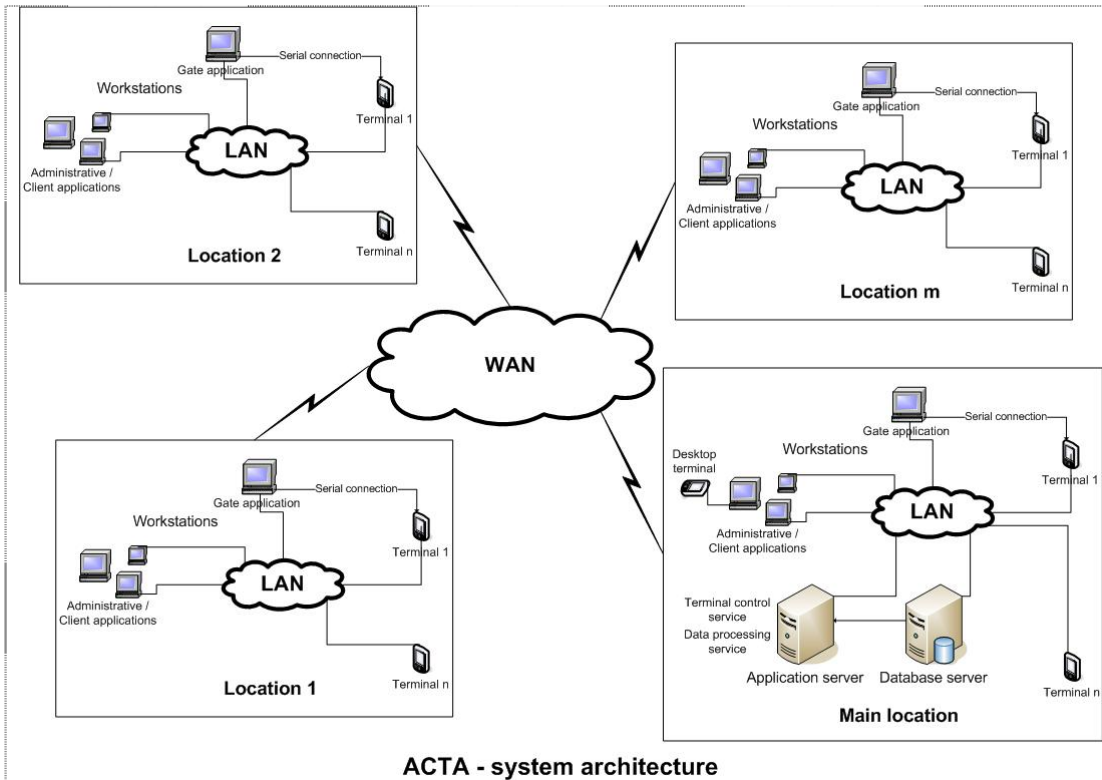 Gate application
Serial connection
Workstations
Terminal 1
LAN
Administrative /
Client applications
Terminal n
Location 2
Gate application
Serial connection
Workstations
Terminal 1
LAN
Administrative /
Client applications
Terminal n
Location m
WAN
Gate application
Serial connection
Workstations
Terminal 1
LAN
Administrative /
Client applications
Terminal n
Location 1
Gate application
Serial connection
Workstations
Desktop
terminal
Terminal 1
LAN
Administrative /
Client applications
Terminal control
service
Data processing
service
Application server
Database server
Terminal n
Main location
ACTA - system architecture